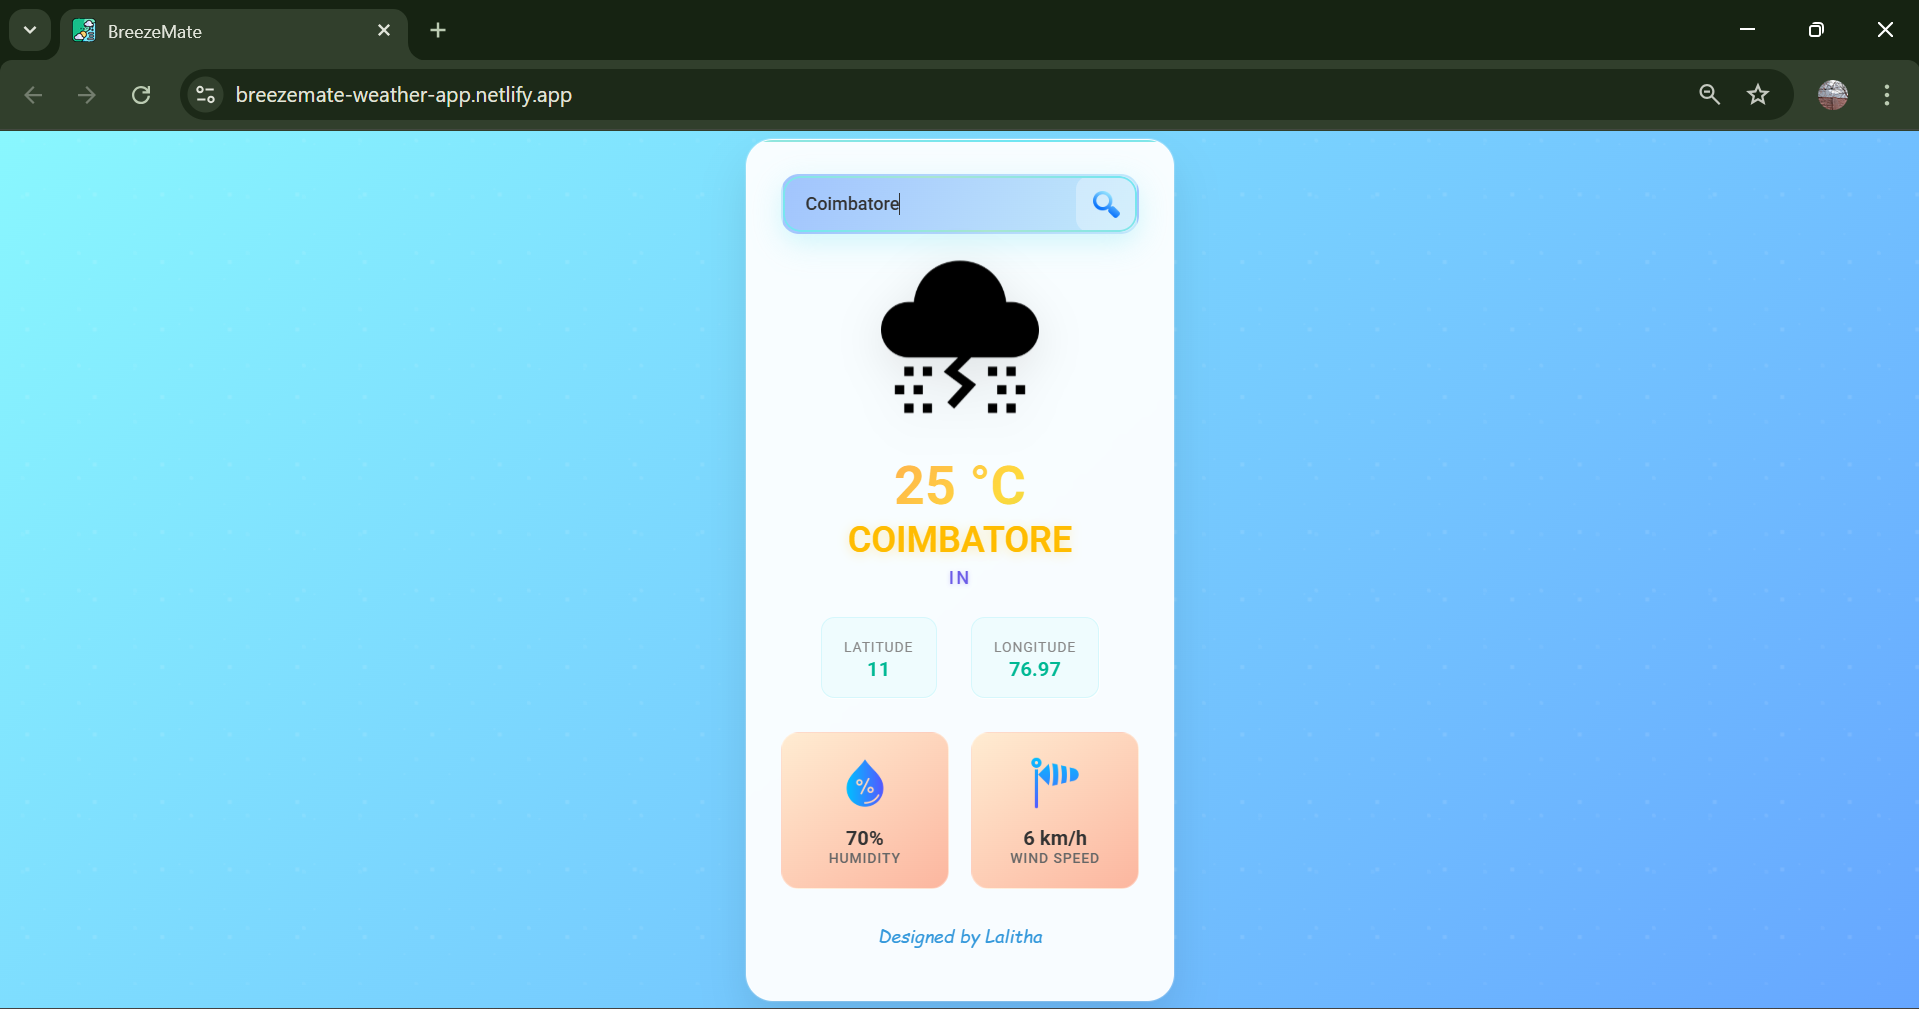 BreezeMate
breezemate-weather-app.netlify.app
Coimbatore
25 °C
COIMBATORE
IN
LATITUDE
11
LONGITUDE
76.97
%
70%
HUMIDITY
6 km/h
WIND SPEED
Designed by Lalitha